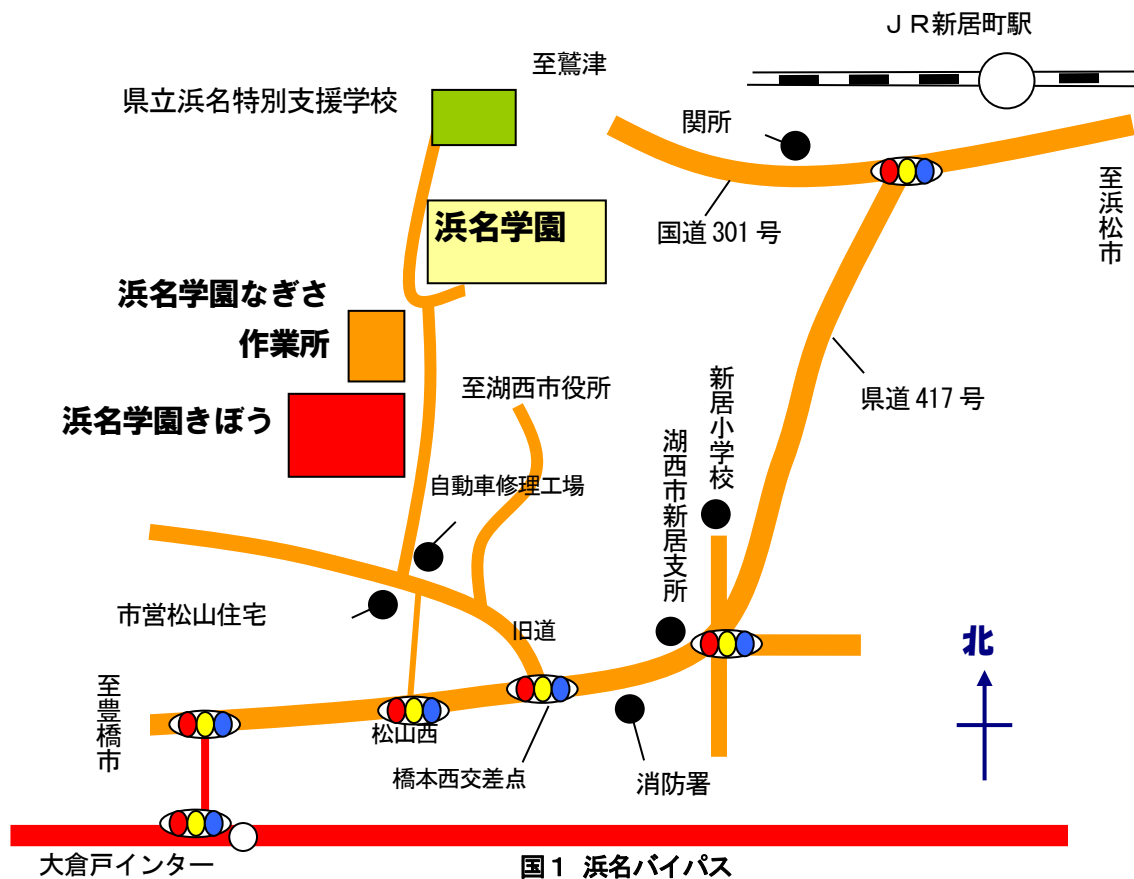 ＪＲ新居町駅
至鷲津
県立浜名特別支援学校
関所
至浜松市
浜名学園
国道301号
浜名学園なぎさ
作業所
至湖西市役所
新居小学校
県道417号
浜名学園きぼう
湖西市新居支所
自動車修理工場
市営松山住宅
旧道
北
至豊橋市
松山西
橋本西交差点
消防署
大倉戸インター
国１ 浜名バイパス